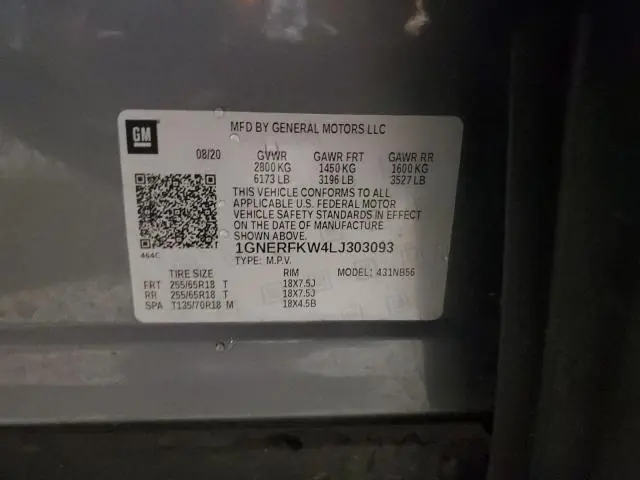 GM
MFD BY GENERAL MOTORS LLC
08/20 GVWR GAWR FRT GAWR RR
2800 KG 1450 KG 1600 KG
6173 LB 3196 LB 3527 LB
THIS VEHICLE CONFORMS TO ALL
APPLICABLE U.S. FEDERAL MOTOR
VEHICLE SAFETY STANDARDS IN EFFECT
ON THE DATE OF MANUFACTURE
SHOWN ABOVE.
1GNERFKW4LJ303093
464C
TYPE: M.P.V.
TIRE SIZE RIM MODEL: 431NB56
FRT 255/65R18 T 18X7.5J
RR 255/65R18 T 18X7.5J
SPA T135/70R18 M 18X4.5B